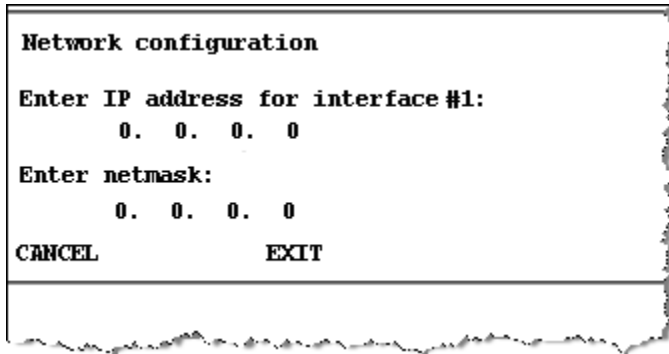 Network configuration
Enter IP address for interface #1:
0. 0. 0. 0
Enter netmask:
0. 0. 0. 0
CANCEL EXIT